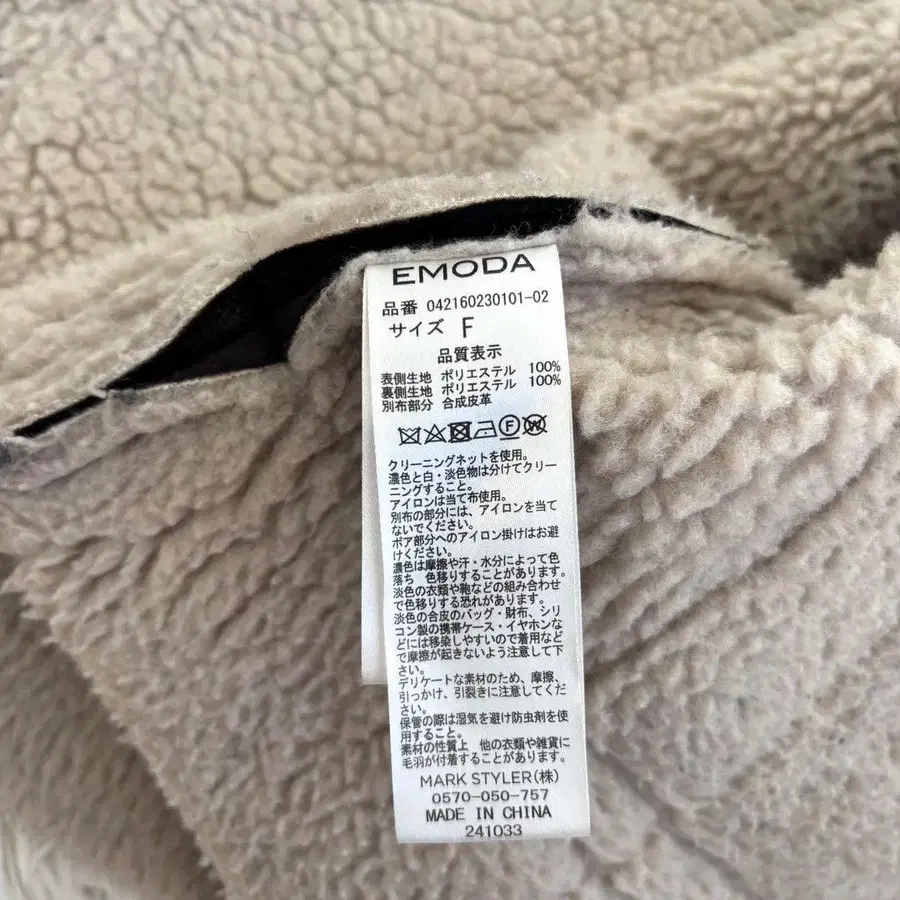 EMODA
品番 042160230101-02
サイズ F
品質表示
表側生地 ポリエステル 100%
裏側生地 ポリエステル 100%
別布部分 合成皮革
クリーニングネットを使用。
濃色と白・淡色物は分けてクリー
ニングすること。
アイロンは当て布使用。
別布の部分には、アイロンを当て
ないでください。
ボア部分へのアイロン掛けはお避
けください。
濃色は摩擦や汗・水分によって色
落ち 色移りすることがあります。
淡色の衣類や鞄などの組み合わせ
で色移りする恐れがあります。
淡色の合皮のバッグ・財布、シリ
コン製の携帯ケース・イヤホンな
どには移染しやすいので着用など
で摩擦が起きないよう注意して下
さい。
デリケートな素材のため、摩擦、
引っかけ、引裂きに注意してくだ
さい。
保管の際は湿気を避け防虫剤を使
用すること。
素材の性質上 他の衣類や雑貨に
毛羽が付着することがあります。
MARK STYLER(株)
0570-050-757
MADE IN CHINA
241033